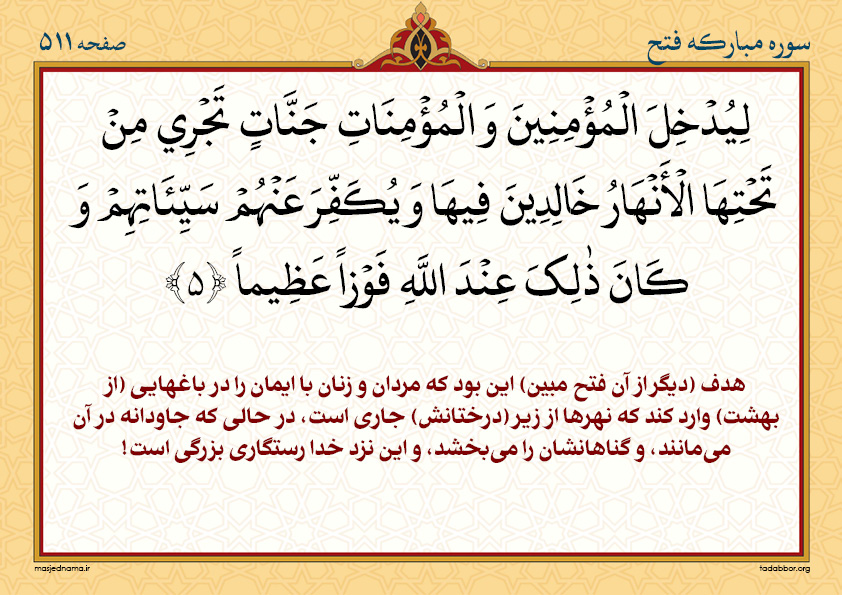 سوره مبارکه فتح
صفحه ۵۱۱
لِيُدْخِلَ الْمُؤْمِنِينَ وَ الْمُؤْمِنَاتِ جَنَّاتٍ تَجْرِي مِنْ
تَحْتِهَا الْأَنْهَارُ خَالِدِينَ فِيهَا وَ يُكَفِّرَ عَنْهُمْ سَيِّئَاتِهِمْ وَ
كَانَ ذٰلِکَ عِنْدَ اللَّهِ فَوْزاً عَظِيماً ﴿۵﴾
هدف (دیگر از آن فتح مبین) این بود که مردان و زنان با ایمان را در باغهایی (از
بهشت) وارد کند که نهرها از زیر (درختانش) جاری است، در حالی که جاودانه در آن
می‌مانند، و گناهانشان را می‌بخشد، و این نزد خدا رستگاری بزرگی است!
masjednama.ir
tadabbor.org